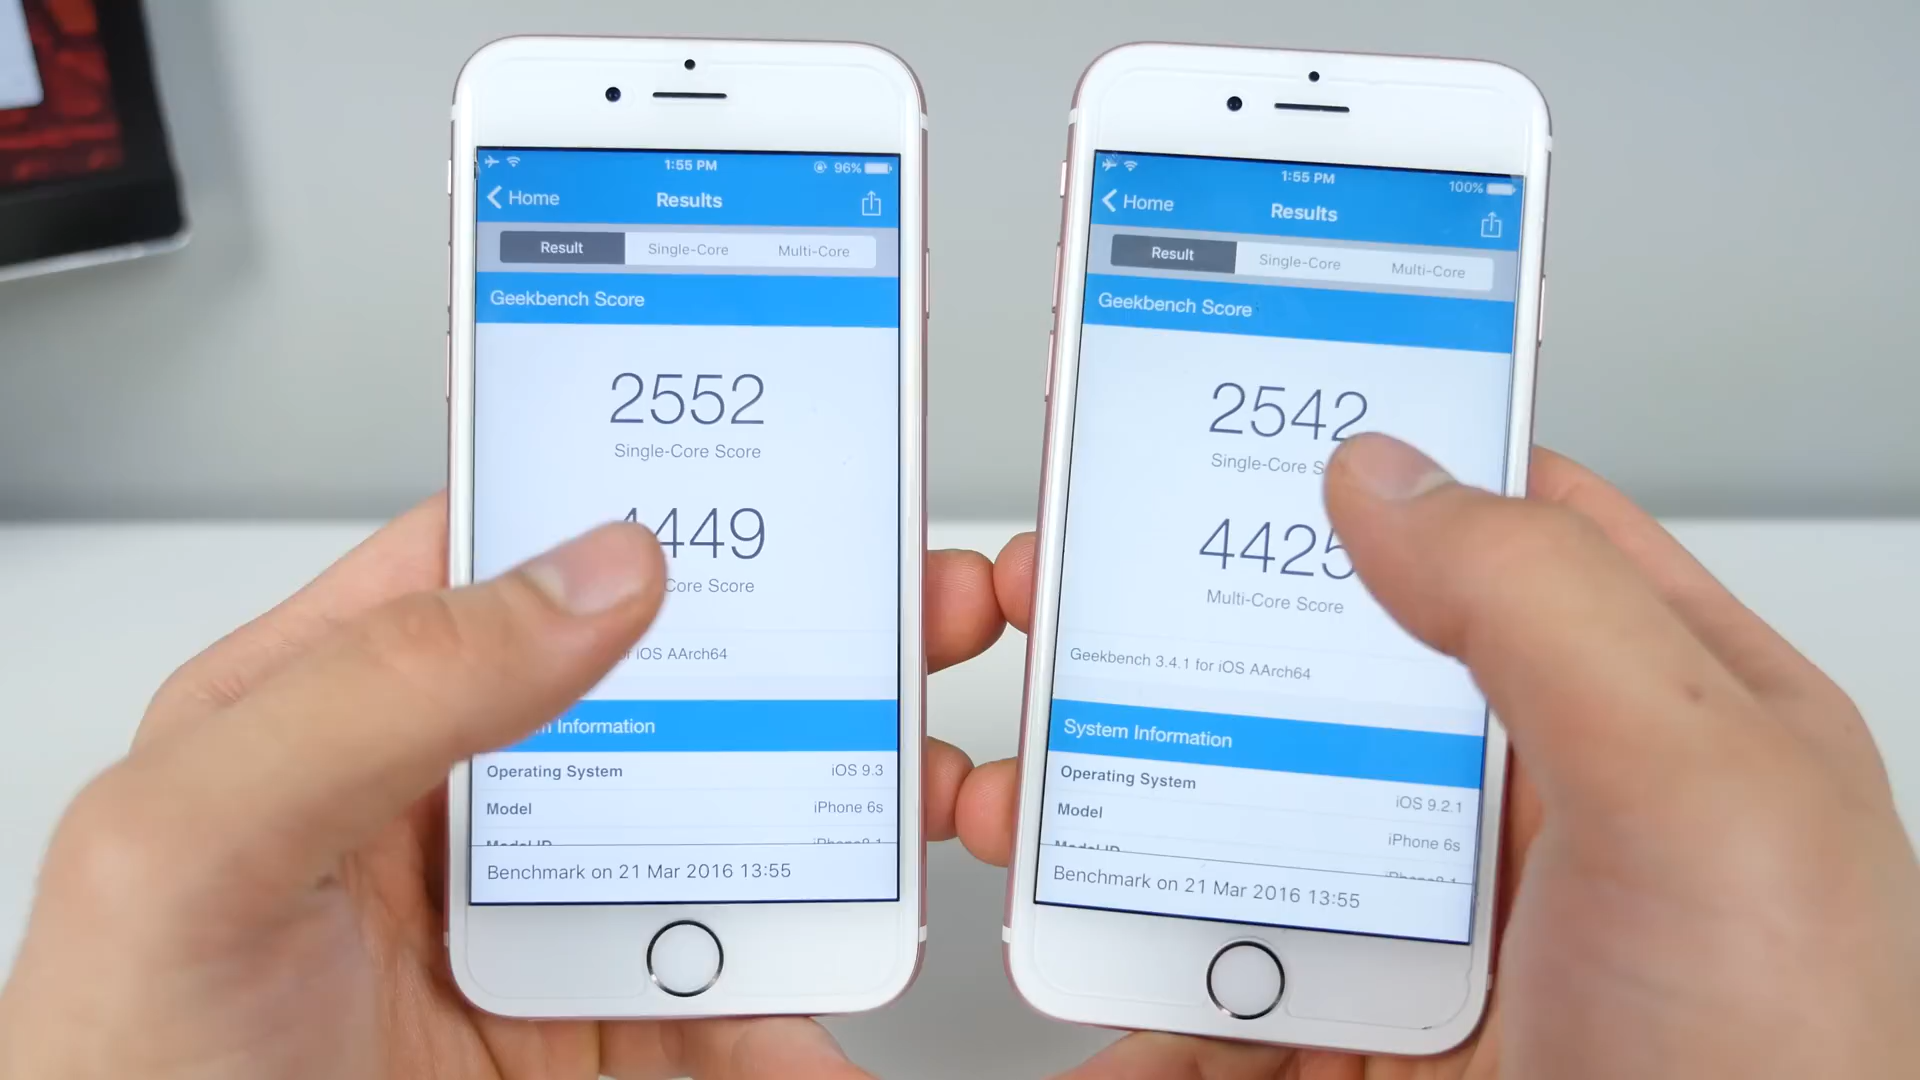 1:55 PM
96%
Home
Results
Result
Single-Core
Multi-Core
Geekbench Score
2552
Single-Core Score
4449
Core Score
iOS AArch64
Information
Operating System
iOS 9.3
Model
iPhone 6s
Benchmark on 21 Mar 2016 13:55
1:55 PM
100%
Home
Results
Result
Single-Core
Multi-Core
Geekbench Score
2542
Single-Core
4425
Multi-Core Score
Geekbench 3.4.1 for iOS AArch64
System Information
Operating System
iOS 9.2.1
Model
iPhone 6s
Benchmark on 21 Mar 2016 13:55